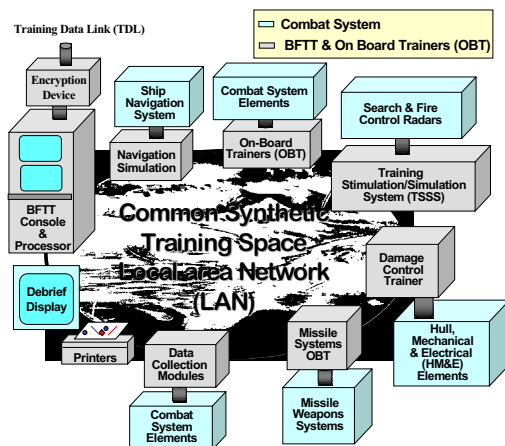 Training Data Link (TDL)
Combat System
BFTT & On Board Trainers (OBT)
Encryption
Device
Ship
Navigation
System
Combat System
Elements
Search & Fire
Control Radars
Navigation
Simulation
On-Board
Trainers (OBT)
Training
Stimulation/Simulation
System (TSSS)
BFTT
Console
&
Processor
Common Synthetic
Training Space
Local area Network
(LAN)
Damage
Control
Trainer
Debrief
Display
Printers
Data
Collection
Modules
Missile
Systems
OBT
Hull,
Mechanical
& Electrical
(HM&E)
Elements
Combat
System
Elements
Missile
Weapons
Systems